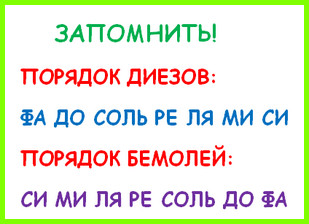 ЗАПОМНИТЬ!
ПОРЯДОК ДИЕЗОВ:
ФА ДО СОЛЬ РЕ ЛЯ МИ СИ
ПОРЯДОК БЕМОЛЕЙ:
СИ МИ ЛЯ РЕ СОЛЬ ДО ФА